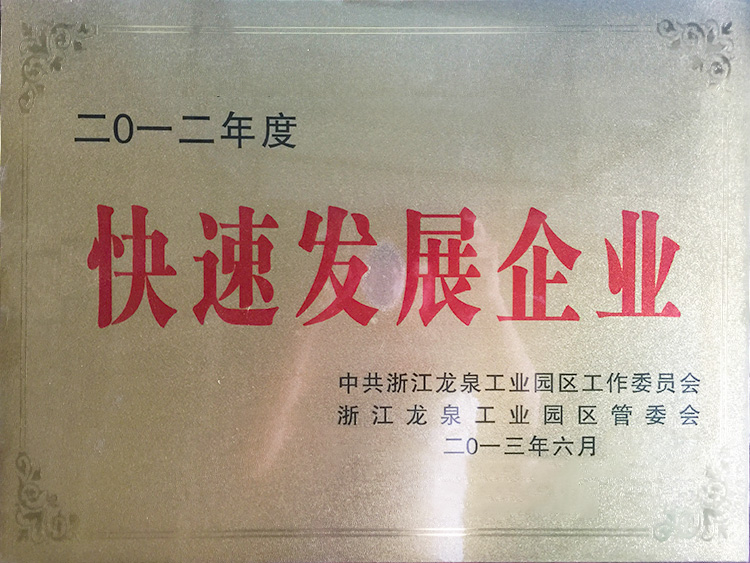 二0一二年度
快速发展企业
中共浙江龙泉工业园区工作委员会
浙江龙泉工业园区管委会
二0一三年六月